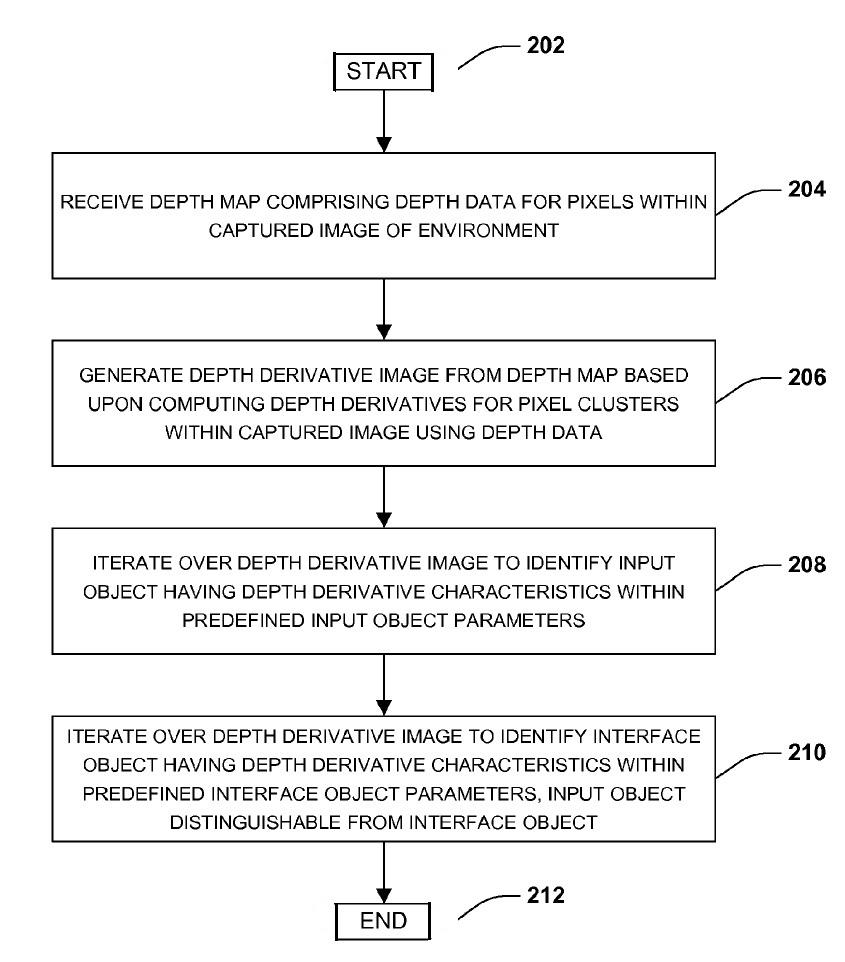 START
202
RECEIVE DEPTH MAP COMPRISING DEPTH DATA FOR PIXELS WITHIN
CAPTURED IMAGE OF ENVIRONMENT
204
GENERATE DEPTH DERIVATIVE IMAGE FROM DEPTH MAP BASED
UPON COMPUTING DEPTH DERIVATIVES FOR PIXEL CLUSTERS
WITHIN CAPTURED IMAGE USING DEPTH DATA
206
ITERATE OVER DEPTH DERIVATIVE IMAGE TO IDENTIFY INPUT
OBJECT HAVING DEPTH DERIVATIVE CHARACTERISTICS WITHIN
PREDEFINED INPUT OBJECT PARAMETERS
208
ITERATE OVER DEPTH DERIVATIVE IMAGE TO IDENTIFY INTERFACE
OBJECT HAVING DEPTH DERIVATIVE CHARACTERISTICS WITHIN
PREDEFINED INTERFACE OBJECT PARAMETERS, INPUT OBJECT
DISTINGUISHABLE FROM INTERFACE OBJECT
210
END
212